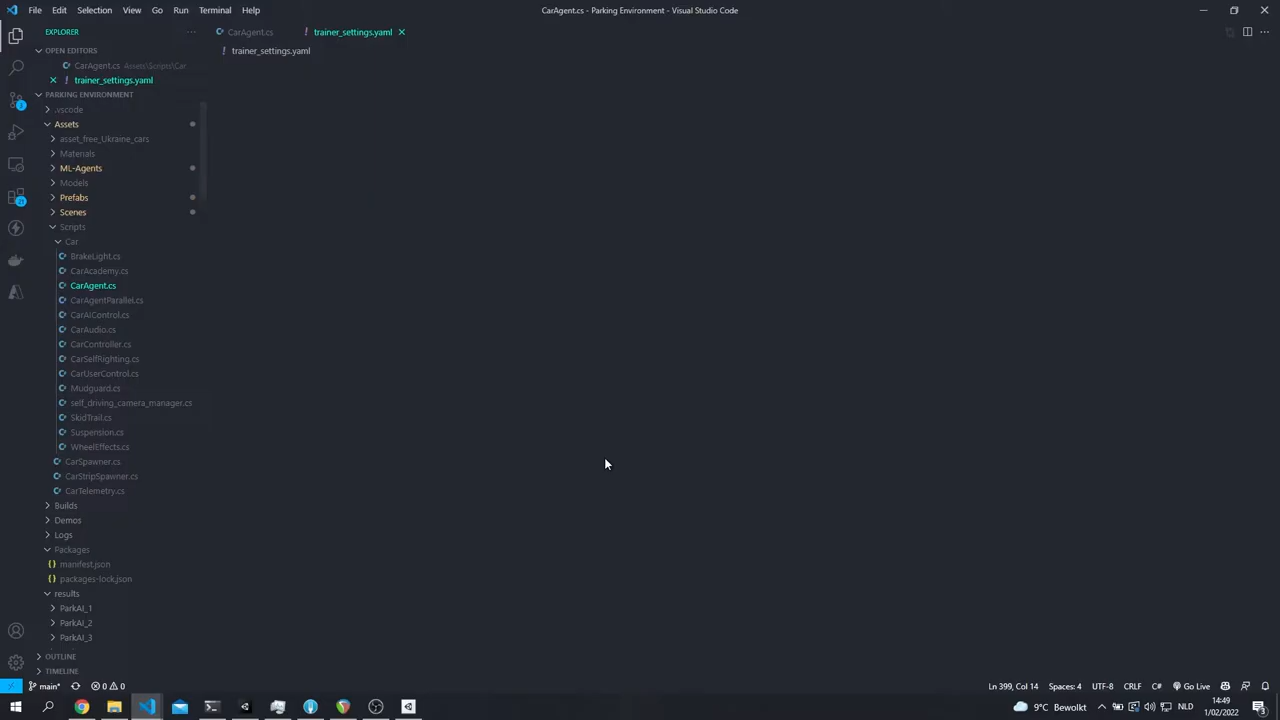 File Edit Selection View Go Run Terminal Help
CarAgent.cs - Parking Environment - Visual Studio Code
EXPLORER
CarAgent.cs
trainer_settings.yaml
OPEN EDITORS
trainer_settings.yaml
CarAgent.cs Assets\Scripts\Car
trainer_settings.yaml
PARKING ENVIRONMENT
.vscode
Assets
asset_free_Ukraine_cars
Materials
ML-Agents
Models
Prefabs
Scenes
Scripts
Car
BrakeLight.cs
CarAcademy.cs
CarAgent.cs
CarAgentParallel.cs
CarAIControl.cs
CarAudio.cs
CarController.cs
CarSelfRighting.cs
CarUserControl.cs
Mudguard.cs
self_driving_camera_manager.cs
SkidTrail.cs
Suspension.cs
WheelEffects.cs
CarSpawner.cs
CarStripSpawner.cs
CarTelemetry.cs
Builds
Demos
Logs
Packages
manifest.json
packages-lock.json
results
ParkAI_1
ParkAI_2
ParkAI_3
OUTLINE
TIMELINE
main* 0 0
Ln 399, Col 14 Spaces: 4 UTF-8 CRLF C# Go Live
9°C Bewolkt
NLD
14:49
1/02/2022